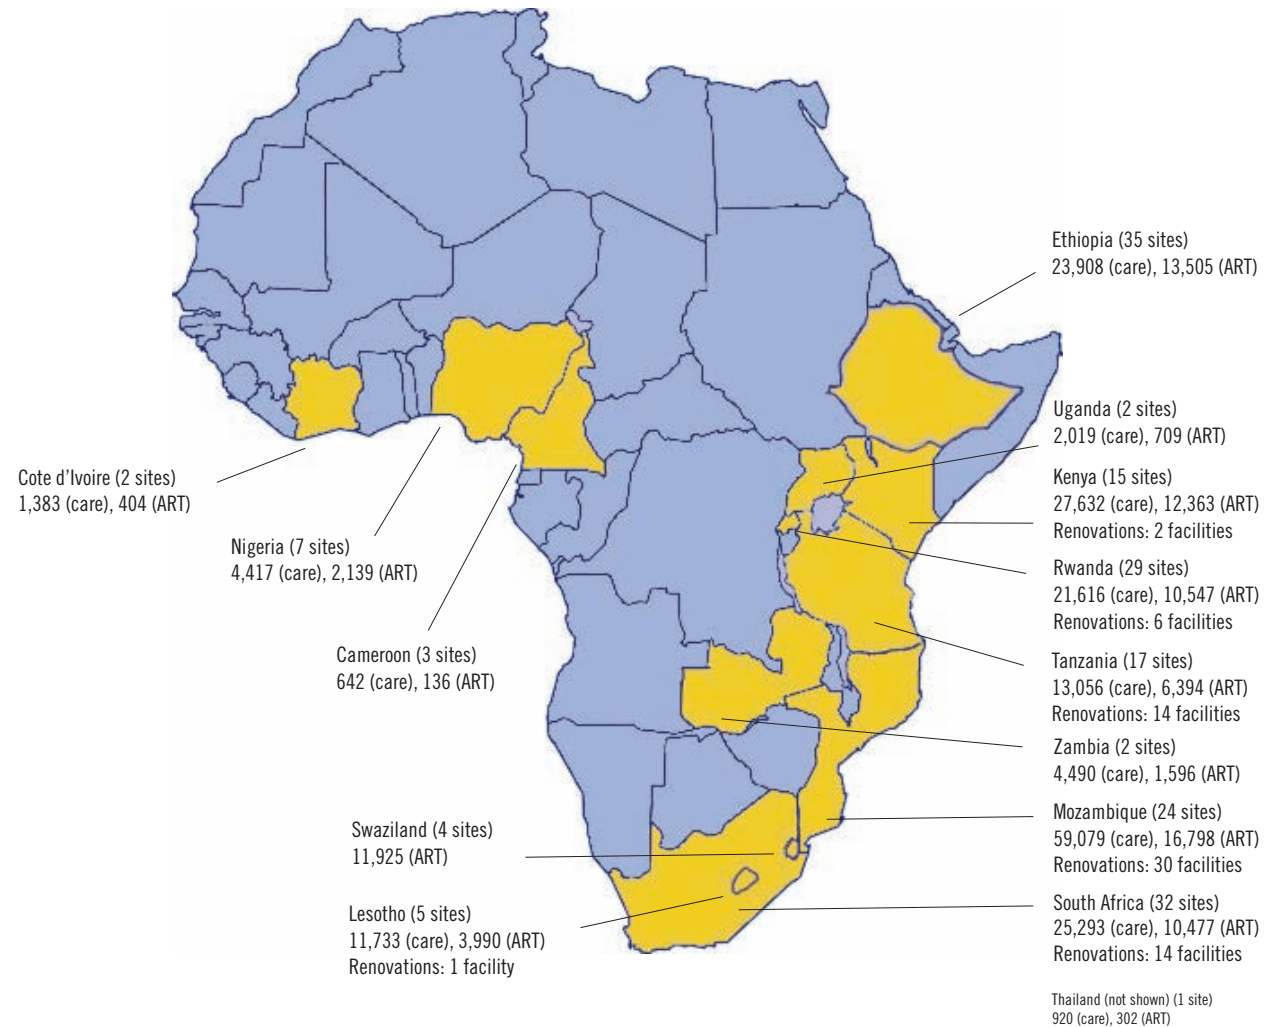 Ethiopia (35 sites)
23,908 (care), 13,505 (ART)
Uganda (2 sites)
2,019 (care), 709 (ART)
Kenya (15 sites)
27,632 (care), 12,363 (ART)
Renovations: 2 facilities
Rwanda (29 sites)
21,616 (care), 10,547 (ART)
Renovations: 6 facilities
Tanzania (17 sites)
13,056 (care), 6,394 (ART)
Renovations: 14 facilities
Zambia (2 sites)
4,490 (care), 1,596 (ART)
Mozambique (24 sites)
59,079 (care), 16,798 (ART)
Renovations: 30 facilities
South Africa (32 sites)
25,293 (care), 10,477 (ART)
Renovations: 14 facilities
Thailand (not shown) (1 site)
920 (care), 302 (ART)
Cote d’Ivoire (2 sites)
1,383 (care), 404 (ART)
Nigeria (7 sites)
4,417 (care), 2,139 (ART)
Cameroon (3 sites)
642 (care), 136 (ART)
Swaziland (4 sites)
11,925 (ART)
Lesotho (5 sites)
11,733 (care), 3,990 (ART)
Renovations: 1 facility